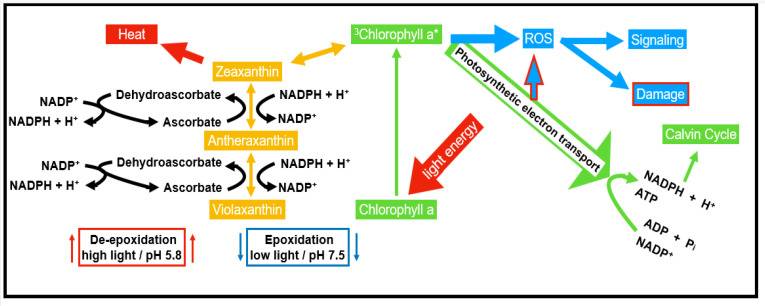 Heat
³Chlorophyll a*
ROS
Signaling
Zeaxanthin
Photosynthetic electron transport
Damage
NADP⁺
Dehydroascorbate
NADPH + H⁺
NADPH + H⁺
Ascorbate
NADP⁺
Antheraxanthin
light energy
Calvin Cycle
NADP⁺
Dehydroascorbate
NADPH + H⁺
NADPH + H⁺
Ascorbate
NADP⁺
NADPH + H⁺
ATP
Violaxanthin
Chlorophyll a
ADP + Pᵢ
NADP⁺
De-epoxidation
high light / pH 5.8
Epoxidation
low light / pH 7.5